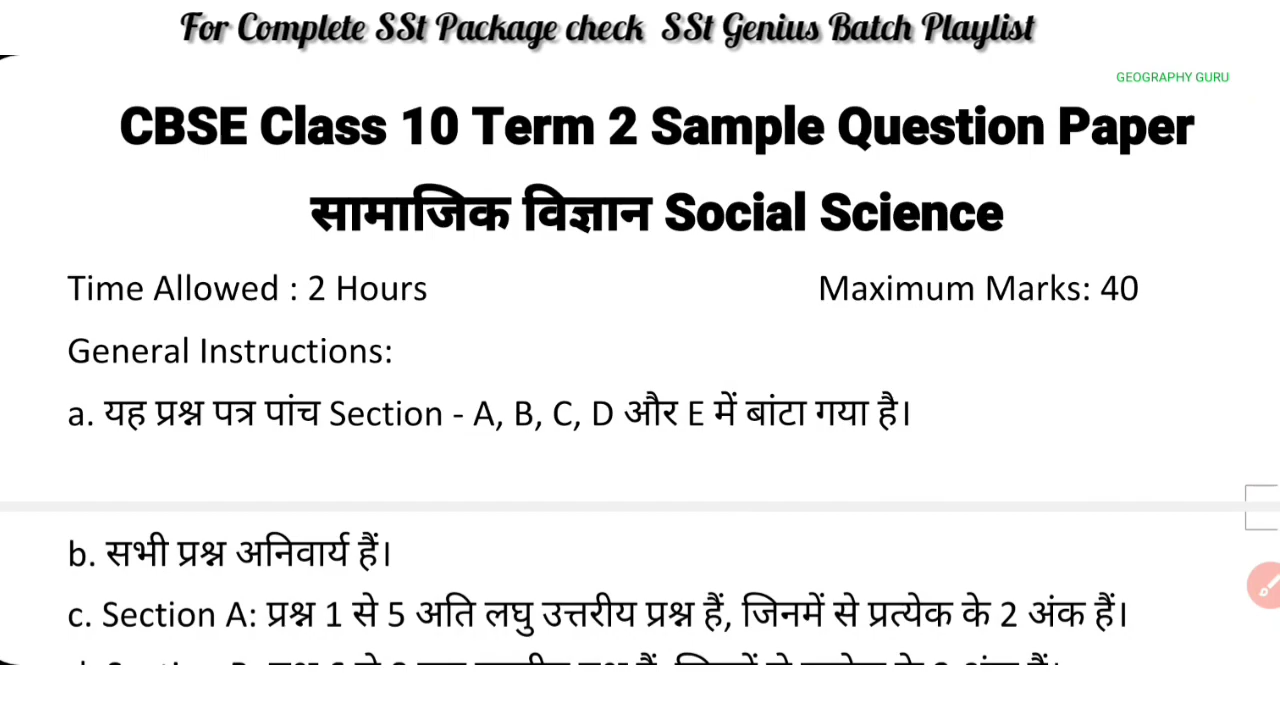 For Complete SSt Package check SSt Genius Batch Playlist
GEOGRAPHY GURU
CBSE Class 10 Term 2 Sample Question Paper
सामाजिक विज्ञान Social Science
Time Allowed : 2 Hours Maximum Marks: 40
General Instructions:
a. यह प्रश्न पत्र पांच Section - A, B, C, D और E में बांटा गया है।
b. सभी प्रश्न अनिवार्य हैं।
c. Section A: प्रश्न 1 से 5 अति लघु उत्तरीय प्रश्न हैं, जिनमें से प्रत्येक के 2 अंक हैं।